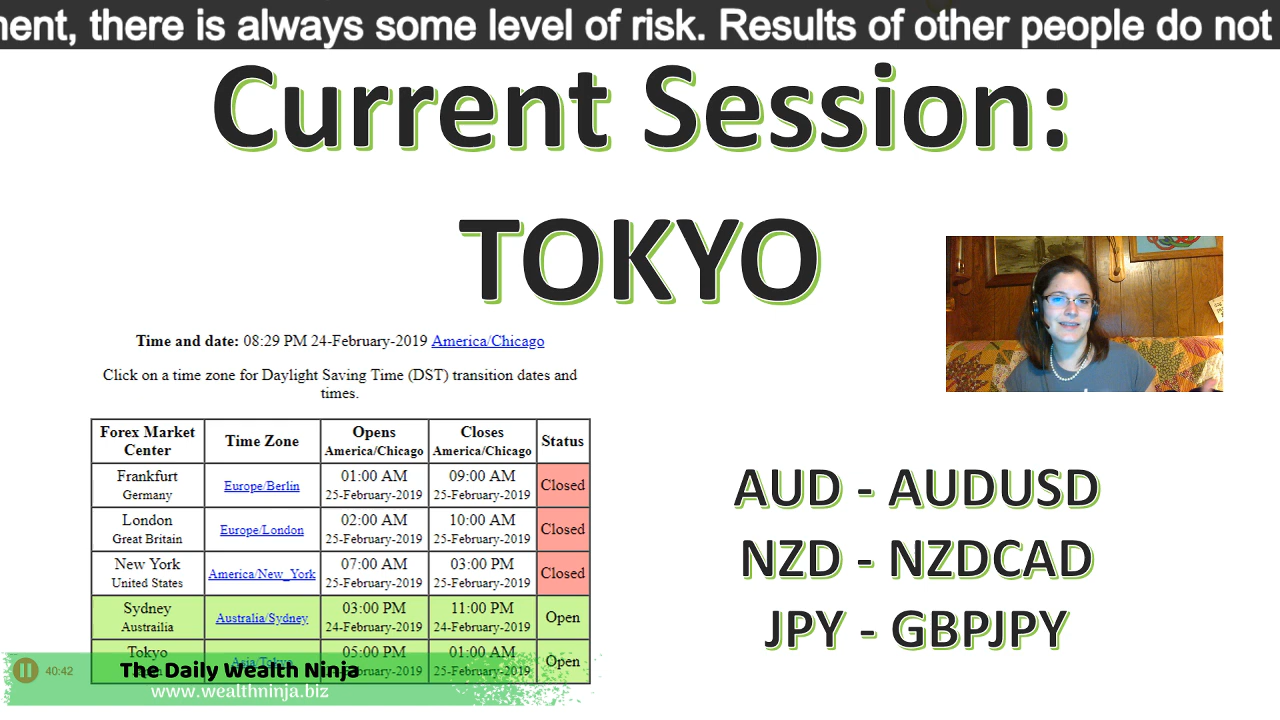 nent, there is always some level of risk. Results of other people do not
Current Session:
TOKYO
Time and date: 08:29 PM 24-February-2019 America/Chicago
Click on a time zone for Daylight Saving Time (DST) transition dates and
times.
Forex Market Center Time Zone Opens America/Chicago Closes America/Chicago Status
Frankfurt Germany Europe/Berlin 01:00 AM 25-February-2019 09:00 AM 25-February-2019 Closed
London Great Britain Europe/London 02:00 AM 25-February-2019 10:00 AM 25-February-2019 Closed
New York United States America/New_York 07:00 AM 25-February-2019 03:00 PM 25-February-2019 Closed
Sydney Austrailia Australia/Sydney 03:00 PM 24-February-2019 11:00 PM 24-February-2019 Open
Tokyo Asia/Tokyo 05:00 PM 24-February-2019 01:00 AM 25-February-2019 Open
AUD - AUDUSD
NZD - NZDCAD
JPY - GBPJPY
40:42
The Daily Wealth Ninja
www.wealthninja.biz